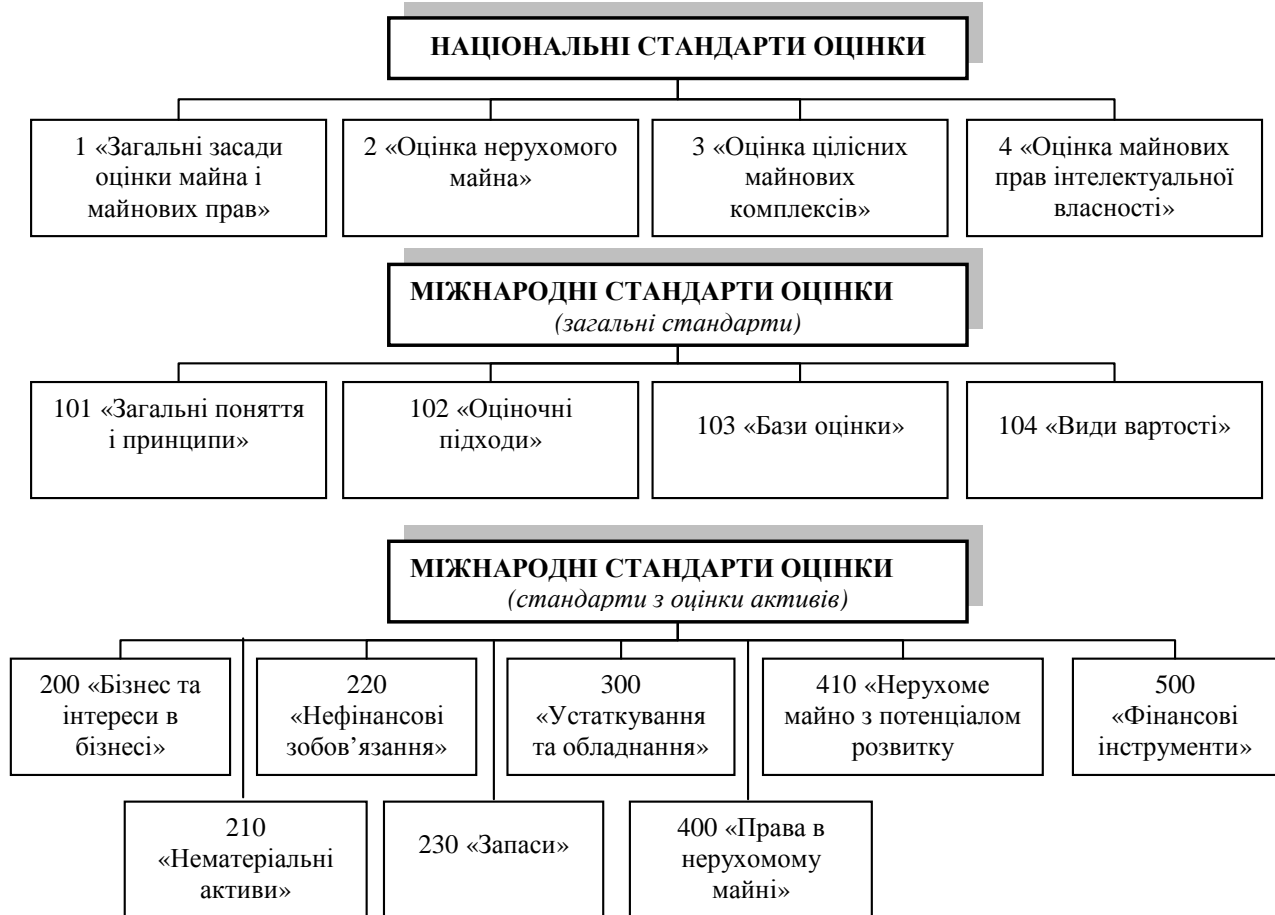 НАЦІОНАЛЬНІ СТАНДАРТИ ОЦІНКИ
1 «Загальні засади
оцінки майна і
майнових прав»
2 «Оцінка нерухомого
майна»
3 «Оцінка цілісних
майнових
комплексів»
4 «Оцінка майнових
прав інтелектуальної
власності»
МІЖНАРОДНІ СТАНДАРТИ ОЦІНКИ
(загальні стандарти)
101 «Загальні поняття
і принципи»
102 «Оціночні
підходи»
103 «Бази оцінки»
104 «Види вартості»
МІЖНАРОДНІ СТАНДАРТИ ОЦІНКИ
(стандарти з оцінки активів)
200 «Бізнес та
інтереси в
бізнесі»
220
«Нефінансові
зобов’язання»
300
«Устаткування
та обладнання»
410 «Нерухоме
майно з потенціалом
розвитку
500
«Фінансові
інструменти»
210
«Нематеріальні
активи»
230 «Запаси»
400 «Права в
нерухомому
майні»